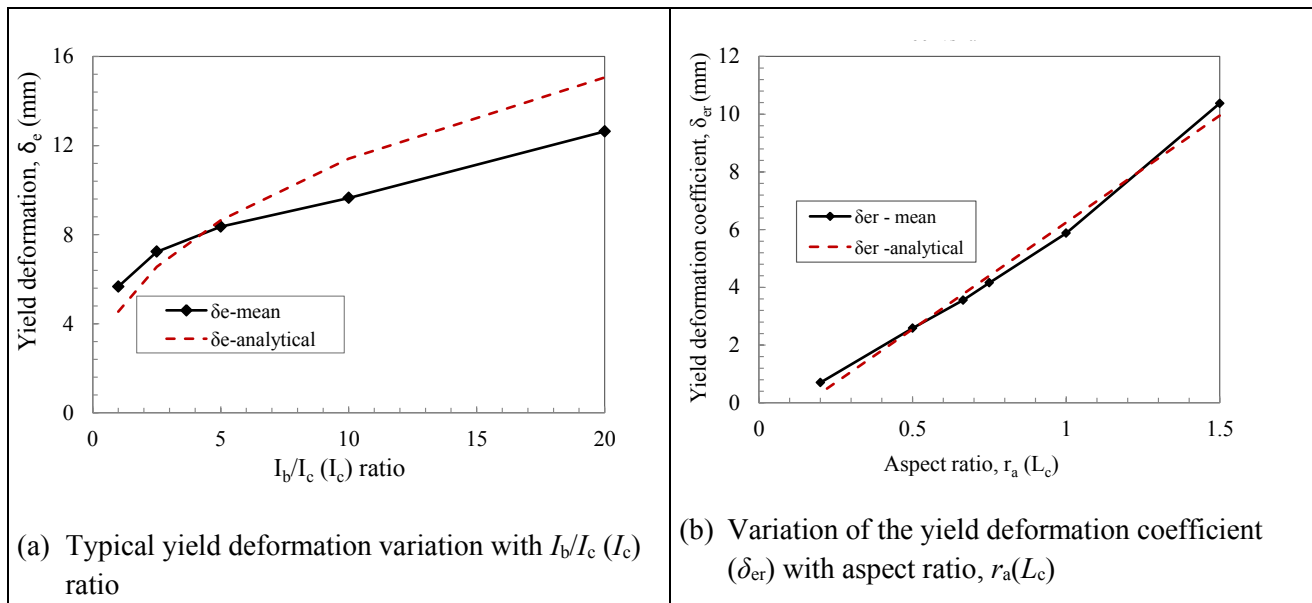 16
12
8
4
0
0
5
10
15
20
Yield deformation, δe (mm)
δe-mean
δe-analytical
Ib/Ic (Ic) ratio
(a) Typical yield deformation variation with Ib/Ic (Ic)
ratio
12
10
8
6
4
2
0
0
0.5
1
1.5
Yield deformation coefficient, δer (mm)
δer - mean
δer -analytical
Aspect ratio, ra (Lc)
(b) Variation of the yield deformation coefficient
(δer) with aspect ratio, ra(Lc)